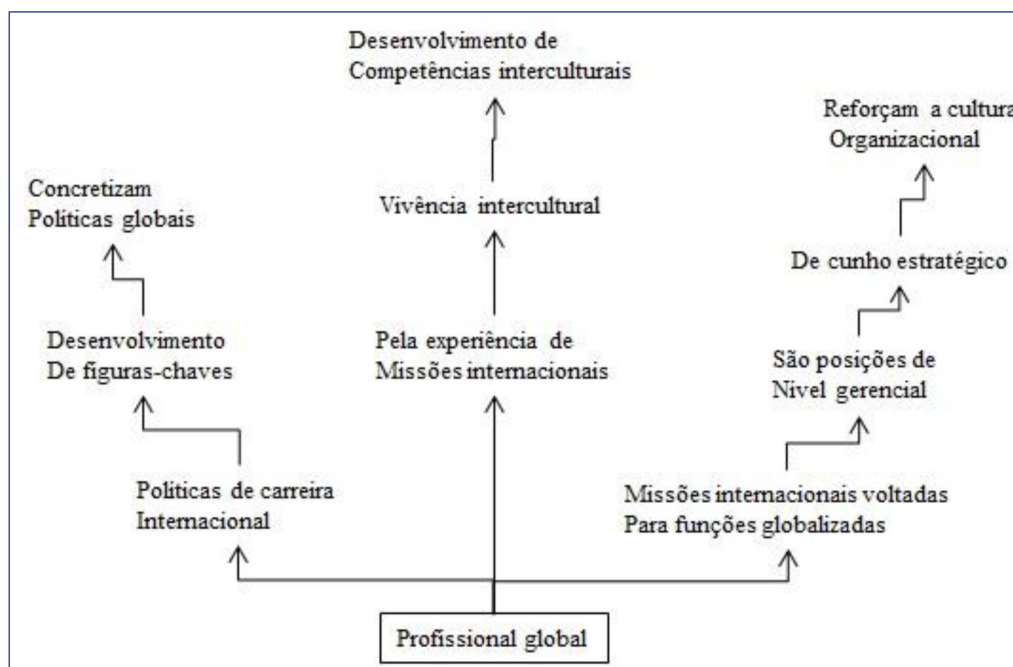 Desenvolvimento de
Competências interculturais
Reforçam a cultura
Organizacional
Concretizam
Politicas globais
Vivência intercultural
De cunho estratégico
Desenvolvimento
De figuras-chaves
Pela experiência de
Missões internacionais
São posições de
Nivel gerencial
Politicas de carreira
Internacional
Missões internacionais voltadas
Para funções globalizadas
Profissional global